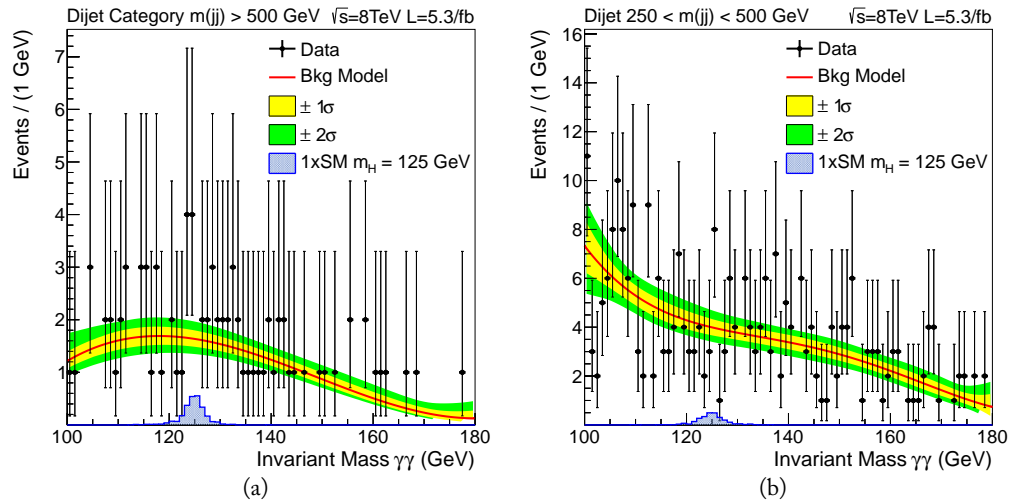 Dijet Category m(jj) > 500 GeV √s=8TeV L=5.3/fb
Events / (1 GeV)
7
6
5
4
3
2
1
Data
Bkg Model
± 1σ
± 2σ
1xSM m_H = 125 GeV
100 120 140 160 180
Invariant Mass γγ (GeV)
(a)
Dijet 250 < m(jj) < 500 GeV √s=8TeV L=5.3/fb
Events / (1 GeV)
16
14
12
10
8
6
4
2
Data
Bkg Model
± 1σ
± 2σ
1xSM m_H = 125 GeV
100 120 140 160 180
Invariant Mass γγ (GeV)
(b)